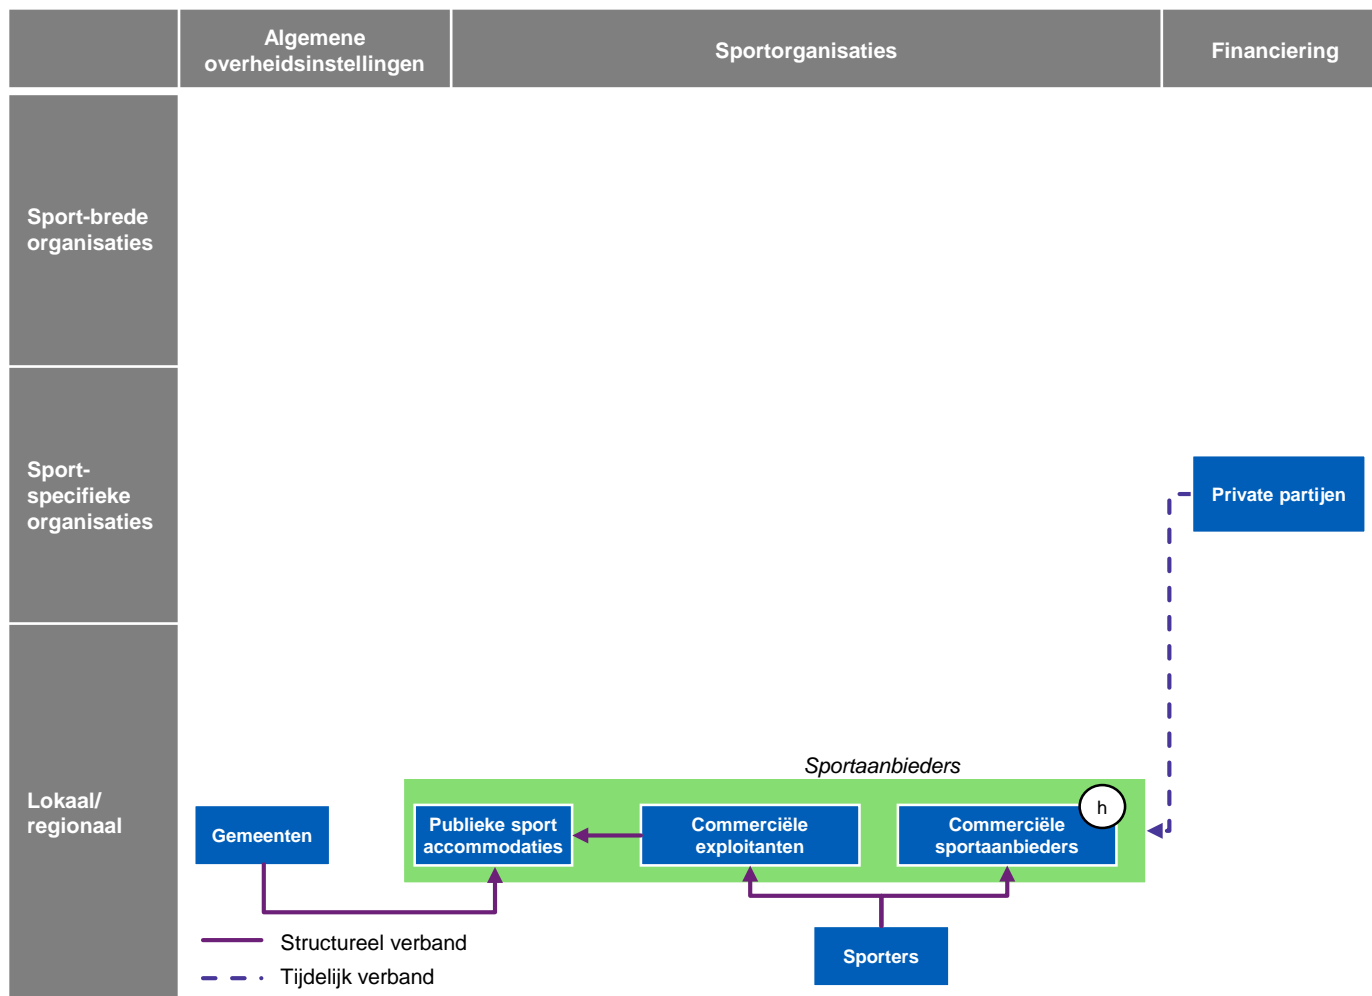 Algemene
overheidsinstellingen
Sportorganisaties
Financiering
Sport-brede
organisaties
Sport-
specifieke
organisaties
Private partijen
Lokaal/
regionaal
Sportaanbieders
h
Gemeenten
Publieke sport
accommodaties
Commerciële
exploitanten
Commerciële
sportaanbieders
Sporters
Structureel verband
Tijdelijk verband